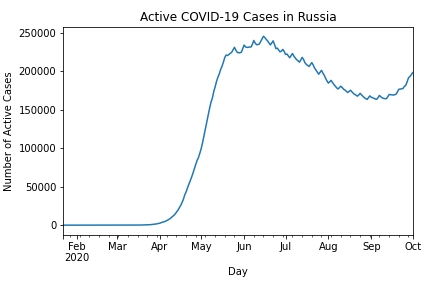 Active COVID-19 Cases in Russia
250000
200000
150000
100000
50000
0
Number of Active Cases
Feb Mar Apr May Jun Jul Aug Sep Oct
2020
Day